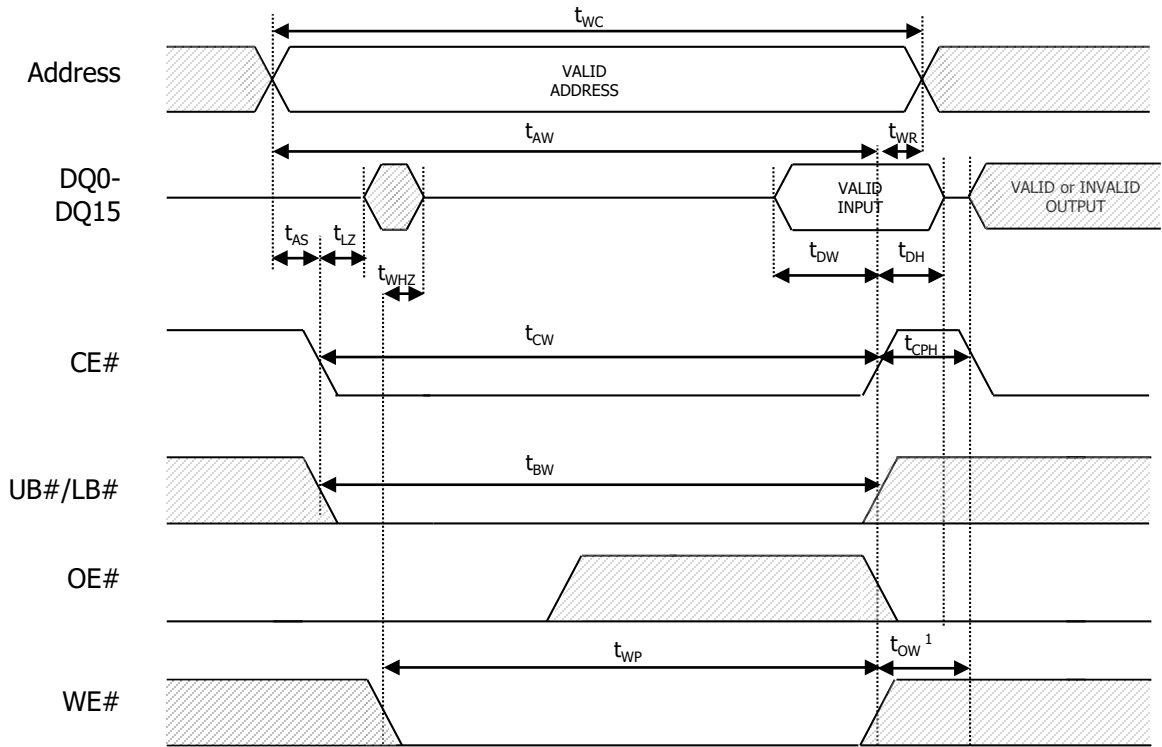 tWC
Address
VALID
ADDRESS
tAW
tWR
DQ0-
DQ15
VALID
INPUT
VALID or INVALID
OUTPUT
tAS
tLZ
tWHZ
tDW
tDH
CE#
tCW
tCPH
UB#/LB#
tBW
OE#
tWP
tOW 1
WE#